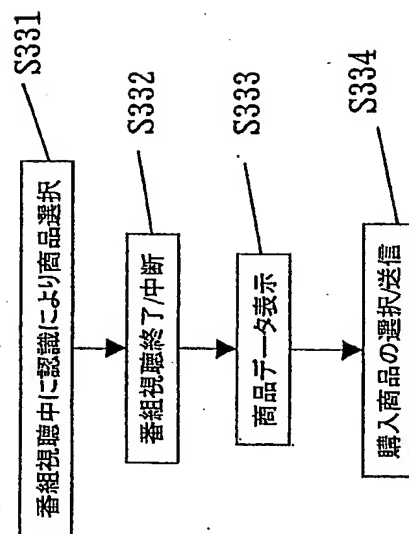 S331
番組視聴中に認識により商品選択
S332
番組視聴終了/中断
S333
商品データ表示
S334
購入商品の選択/送信